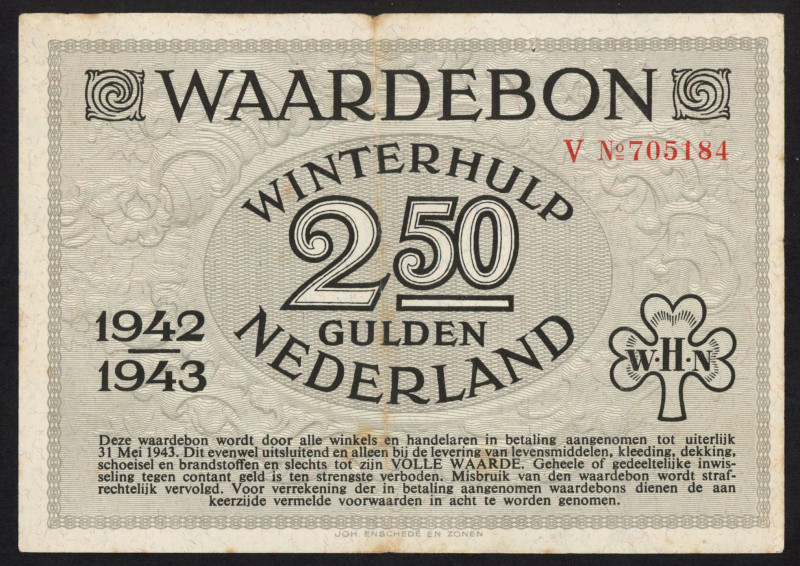 WAARDEBON
V № 705184
WINTERHULP
2 50
GULDEN
NEDERLAND
1942
1943
W·H·N
Deze waardebon wordt door alle winkels en handelaren in betaling aangenomen tot uiterlijk
31 Mei 1943. Dit evenwel uitsluitend en alleen bij de levering van levensmiddelen, kleeding, dekking,
schoeisel en brandstoffen en slechts tot zijn VOLLE WAARDE. Geheele of gedeeltelijke inwis-
seling tegen contant geld is ten strengste verboden. Misbruik van den waardebon wordt straf-
rechtelijk vervolgd. Voor verrekening der in betaling aangenomen waardebons dienen de aan
keerzijde vermelde voorwaarden in acht te worden genomen.
JOH. ENSCHEDÉ EN ZONEN